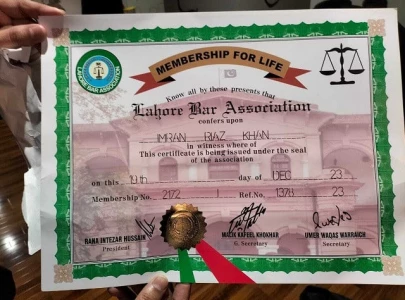 LAHORE BAR ASSOCIATION
MEMBERSHIP FOR LIFE
Know all by these presents that
Lahore Bar Association
confers upon
IMRAN RIAZ KHAN
in witness where of
This certificate is being issued under the seal
of the association
on this 19th day of DEC 23
Membership No. 2172 Ref.No. 1378 23
RANA INTEZAR HUSSAIN MALIK KAFEEL KHOKHAR UMER WAQAS WARRAICH
President G. Secretary Secretary